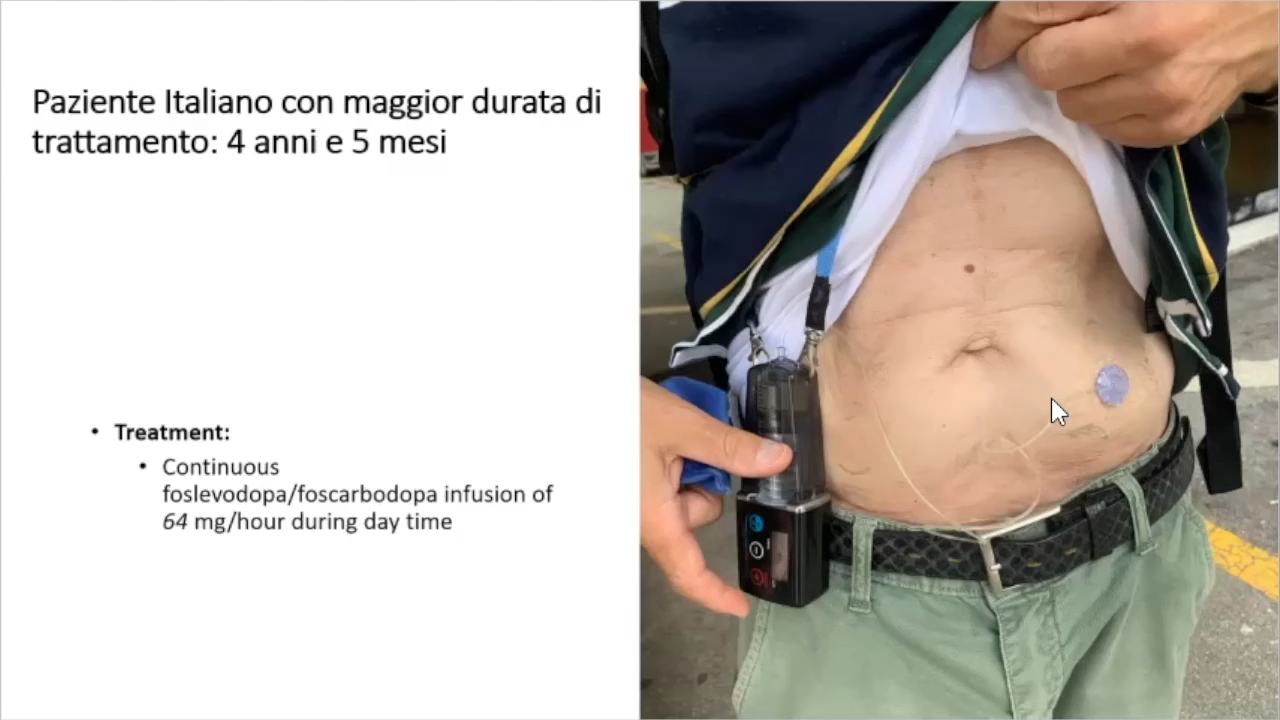 Paziente Italiano con maggior durata di
trattamento: 4 anni e 5 mesi
• Treatment:
• Continuous
foslevodopa/foscarbodopa infusion of
64 mg/hour during day time